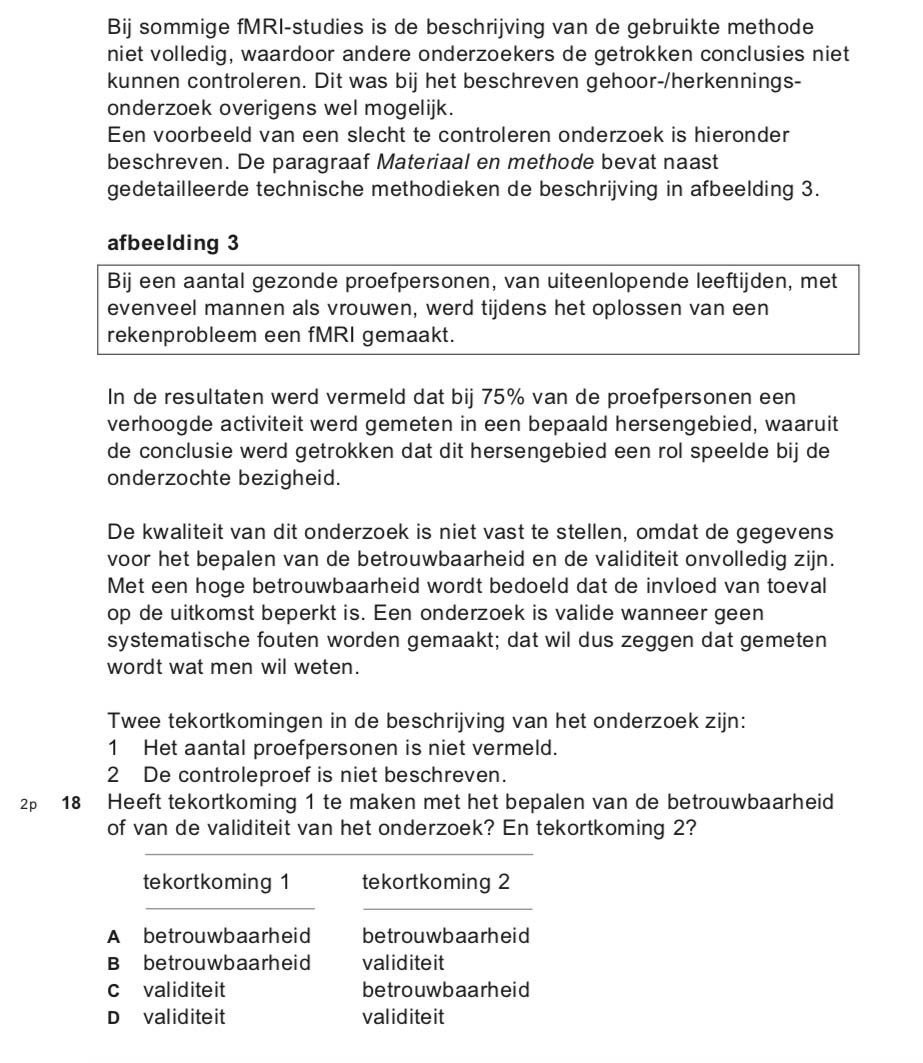 Bij sommige fMRI-studies is de beschrijving van de gebruikte methode
niet volledig, waardoor andere onderzoekers de getrokken conclusies niet
kunnen controleren. Dit was bij het beschreven gehoor-/herkennings-
onderzoek overigens wel mogelijk.
Een voorbeeld van een slecht te controleren onderzoek is hieronder
beschreven. De paragraaf Materiaal en methode bevat naast
gedetailleerde technische methodieken de beschrijving in afbeelding 3.
afbeelding 3
Bij een aantal gezonde proefpersonen, van uiteenlopende leeftijden, met
evenveel mannen als vrouwen, werd tijdens het oplossen van een
rekenprobleem een fMRI gemaakt.
In de resultaten werd vermeld dat bij 75% van de proefpersonen een
verhoogde activiteit werd gemeten in een bepaald hersengebied, waaruit
de conclusie werd getrokken dat dit hersengebied een rol speelde bij de
onderzochte bezigheid.
De kwaliteit van dit onderzoek is niet vast te stellen, omdat de gegevens
voor het bepalen van de betrouwbaarheid en de validiteit onvolledig zijn.
Met een hoge betrouwbaarheid wordt bedoeld dat de invloed van toeval
op de uitkomst beperkt is. Een onderzoek is valide wanneer geen
systematische fouten worden gemaakt; dat wil dus zeggen dat gemeten
wordt wat men wil weten.
Twee tekortkomingen in de beschrijving van het onderzoek zijn:
1 Het aantal proefpersonen is niet vermeld.
2 De controleproef is niet beschreven.
2p 18 Heeft tekortkoming 1 te maken met het bepalen van de betrouwbaarheid
of van de validiteit van het onderzoek? En tekortkoming 2?
tekortkoming 1 tekortkoming 2
A betrouwbaarheid betrouwbaarheid
B betrouwbaarheid validiteit
C validiteit betrouwbaarheid
D validiteit validiteit